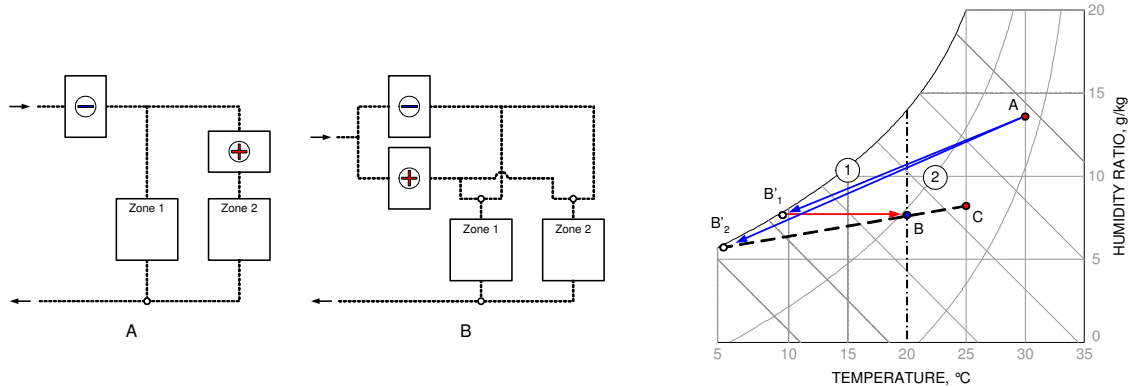 Zone 1
Zone 2
A
Zone 1
Zone 2
B
20
15
10
5
0
HUMIDITY RATIO, g/kg
A
1
2
B'1
B'2
B
C
5 10 15 20 25 30 35
TEMPERATURE, °C